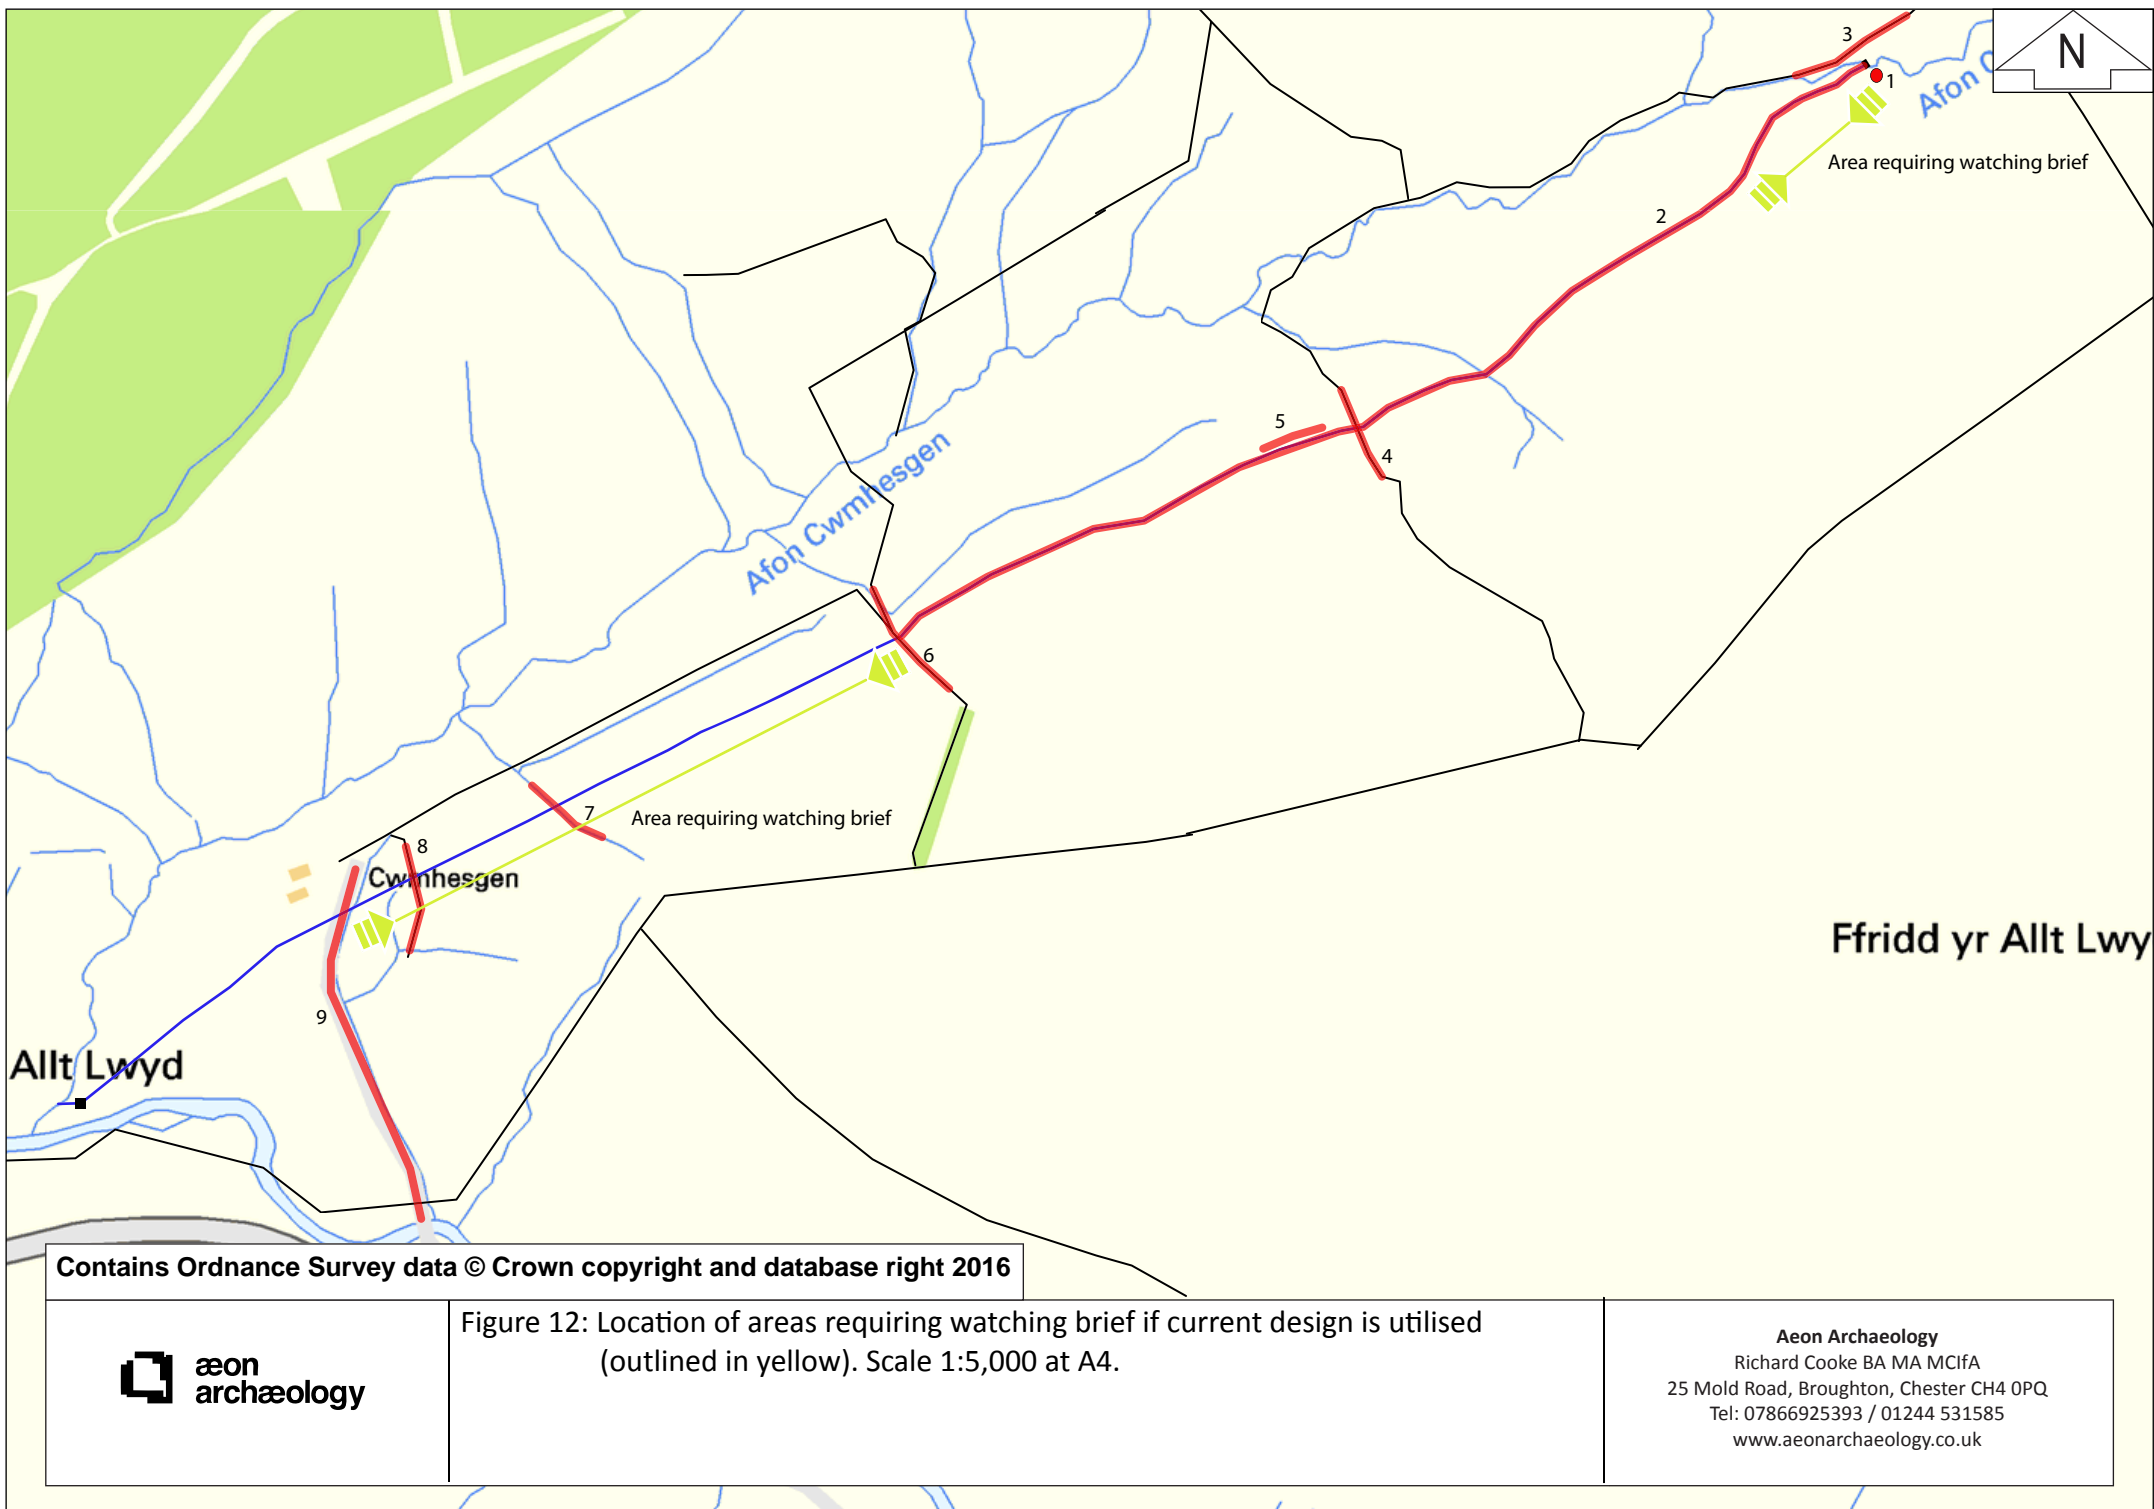 3
N
1
Afon C
Area requiring watching brief
2
5
4
Afon Cwmhesgen
6
7
Area requiring watching brief
8
Cwmhesgen
Ffridd yr Allt Lwy
9
Allt Lwyd
Contains Ordnance Survey data © Crown copyright and database right 2016
æon
archæology
Figure 12: Location of areas requiring watching brief if current design is utilised
(outlined in yellow). Scale 1:5,000 at A4.
Aeon Archaeology
Richard Cooke BA MA MCIfA
25 Mold Road, Broughton, Chester CH4 0PQ
Tel: 07866925393 / 01244 531585
www.aeonarchaeology.co.uk